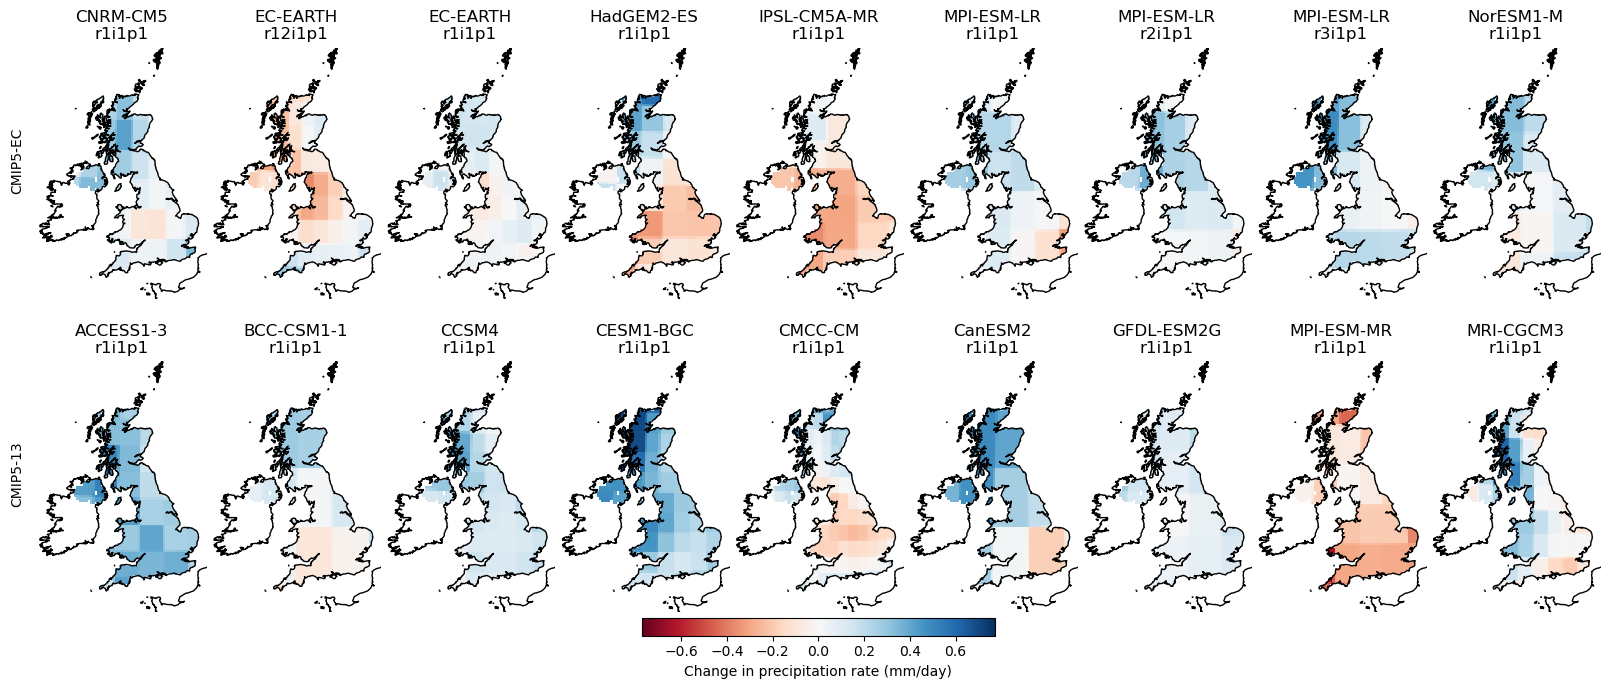 CNRM-CM5
r1i1p1
EC-EARTH
r12i1p1
EC-EARTH
r1i1p1
HadGEM2-ES
r1i1p1
IPSL-CM5A-MR
r1i1p1
MPI-ESM-LR
r1i1p1
MPI-ESM-LR
r2i1p1
MPI-ESM-LR
r3i1p1
NorESM1-M
r1i1p1
CMIP5-EC
ACCESS1-3
r1i1p1
BCC-CSM1-1
r1i1p1
CCSM4
r1i1p1
CESM1-BGC
r1i1p1
CMCC-CM
r1i1p1
CanESM2
r1i1p1
GFDL-ESM2G
r1i1p1
MPI-ESM-MR
r1i1p1
MRI-CGCM3
r1i1p1
CMIP5-13
−0.6 −0.4 −0.2 0.0 0.2 0.4 0.6
Change in precipitation rate (mm/day)